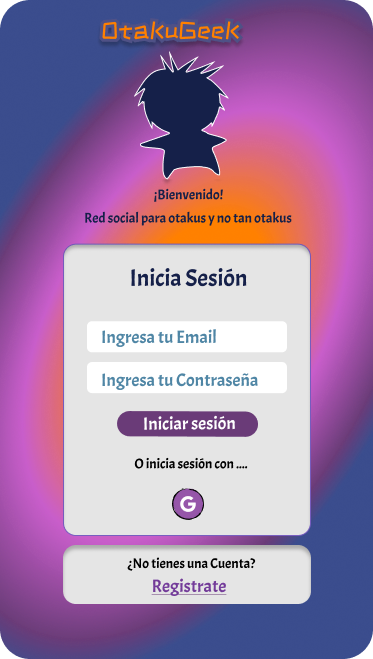 OtakuGeek
¡Bienvenido!
Red social para otakus y no tan otakus
Inicia Sesión
Ingresa tu Email
Ingresa tu Contraseña
Iniciar sesión
O inicia sesión con ....
G
¿No tienes una Cuenta?
Registrate